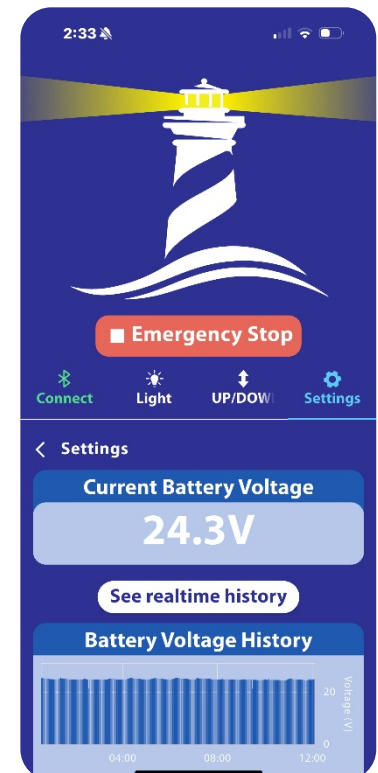 2:33
Emergency Stop
Connect Light UP/DOW Settings
Settings
Current Battery Voltage
24.3V
See realtime history
Battery Voltage History
20
Voltage (V)
0
04:00 08:00 12:00